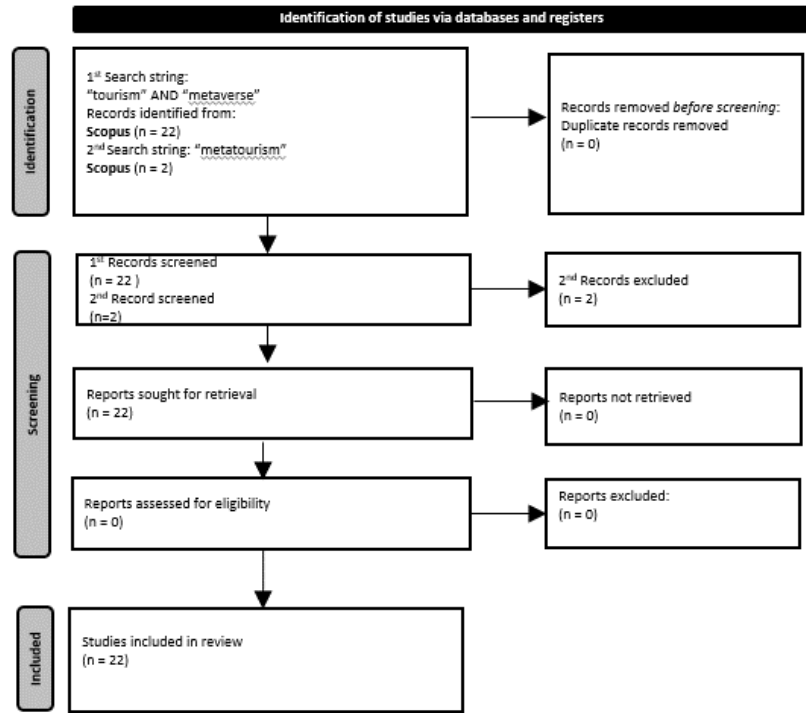 Identification of studies via databases and registers
Identification
1st Search string:
“tourism” AND “metaverse”
Records identified from:
Scopus (n = 22)
2nd Search string: “metatourism”
Scopus (n = 2)
Records removed before screening:
Duplicate records removed
(n = 0)
Screening
1st Records screened
(n = 22 )
2nd Record screened
(n=2)
2nd Records excluded
(n = 2)
Reports sought for retrieval
(n = 22)
Reports not retrieved
(n = 0)
Reports assessed for eligibility
(n = 0)
Reports excluded:
(n = 0)
Included
Studies included in review
(n = 22)